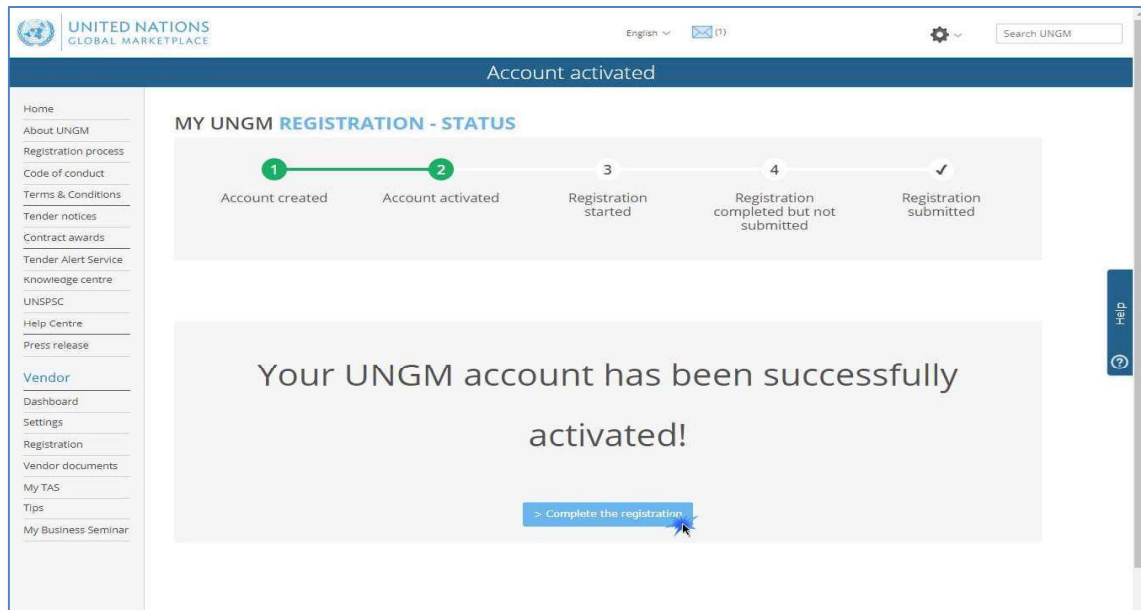 UNITED NATIONS
GLOBAL MARKETPLACE
English
(1)
Search UNGM
Account activated
Home
About UNGM
Registration process
Code of conduct
Terms & Conditions
Tender notices
Contract awards
Tender Alert Service
Knowledge centre
UNSPSC
Help Centre
Press release
Vendor
Dashboard
Settings
Registration
Vendor documents
My TAS
Tips
My Business Seminar
MY UNGM REGISTRATION - STATUS
1
2
3
4
Account created
Account activated
Registration
started
Registration
completed but not
submitted
Registration
submitted
Your UNGM account has been successfully
activated!
> Complete the registration
Help
?